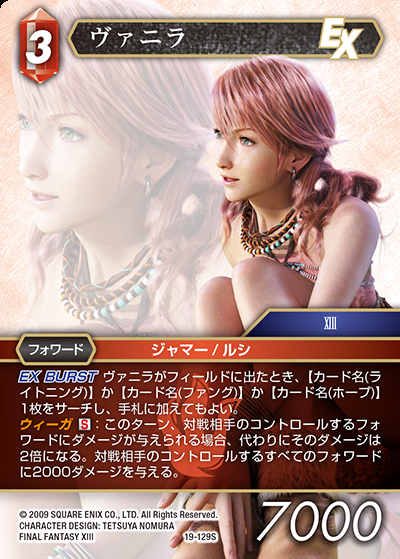 3
ヴァニラ
EX
XIII
フォワード
ジャマー / ルシ
EX BURST ヴァニラがフィールドに出たとき、【カード名(ラ
イトニング)】か【カード名(ファング)】か【カード名(ホープ)】
1枚をサーチし、手札に加えてもよい。
ウィーガ S:このターン、対戦相手のコントロールするフォ
ワードにダメージが与えられる場合、代わりにそのダメージは
2倍になる。対戦相手のコントロールするすべてのフォワード
に2000ダメージを与える。
© 2009 SQUARE ENIX CO., LTD. All Rights Reserved.
CHARACTER DESIGN: TETSUYA NOMURA
FINAL FANTASY XIII
19-129S
7000